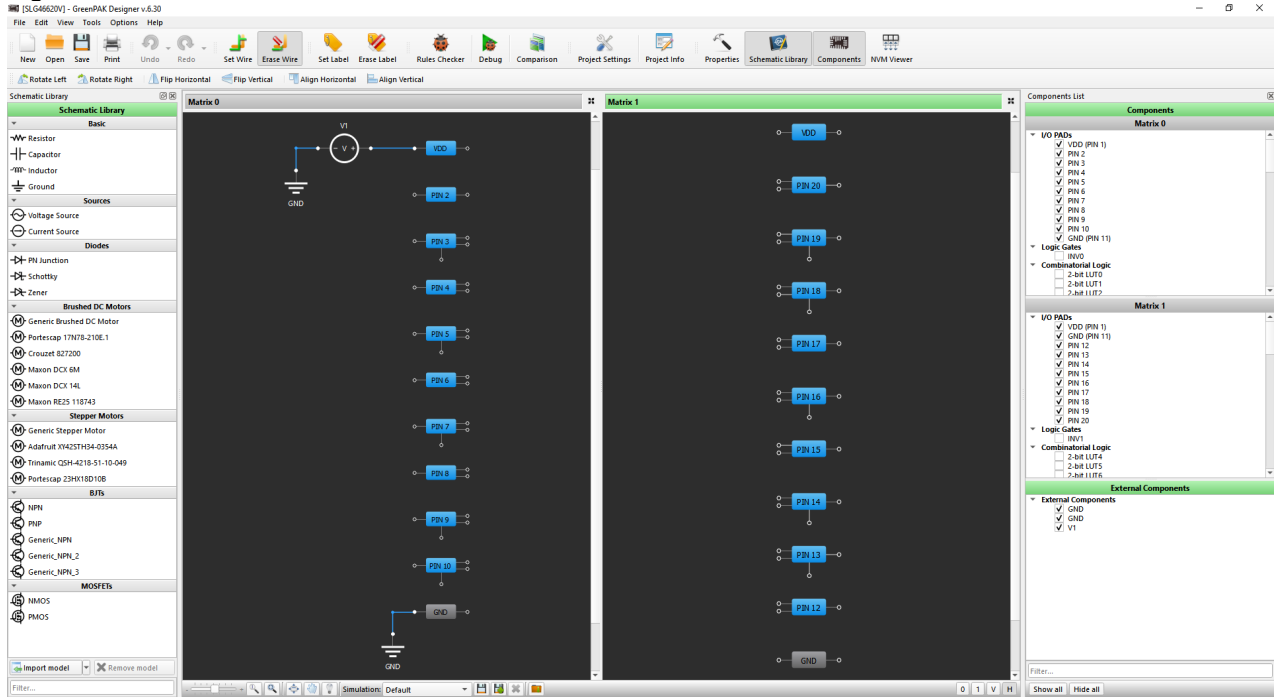 [SLG46620V] - GreenPAK Designer v.6.30
File Edit View Tools Options Help
New Open Save Print Undo Redo Set Wire Erase Wire Set Label Erase Label Rules Checker Debug Comparison Project Settings Project Info Properties Schematic Library Components NVM Viewer
Rotate Left Rotate Right Flip Horizontal Flip Vertical Align Horizontal Align Vertical
Schematic Library
Schematic Library
Basic
Resistor
Capacitor
Inductor
Ground
Sources
Voltage Source
Current Source
Diodes
PN Junction
Schottky
Zener
Brushed DC Motors
Generic Brushed DC Motor
Portescap 17N78-210E.1
Crouzet 827200
Maxon DCX 6M
Maxon DCX 14L
Maxon RE25 118743
Stepper Motors
Generic Stepper Motor
Adafruit XY42STH34-0354A
Trinamic QSH-4218-51-10-049
Portescap 23HX18D10B
BJTs
NPN
PNP
Generic_NPN
Generic_NPN_2
Generic_NPN_3
MOSFETs
NMOS
PMOS
Import model Remove model
Filter...
Matrix 0
V1
- V +
VDD
GND
PIN 2
PIN 3
PIN 4
PIN 5
PIN 6
PIN 7
PIN 8
PIN 9
PIN 10
GND
GND
Matrix 1
VDD
PIN 20
PIN 19
PIN 18
PIN 17
PIN 16
PIN 15
PIN 14
PIN 13
PIN 12
GND
Simulation: Default
0 1 V H
Components List
Components
Matrix 0
I/O PADs
VDD (PIN 1)
PIN 2
PIN 3
PIN 4
PIN 5
PIN 6
PIN 7
PIN 8
PIN 9
PIN 10
GND (PIN 11)
Logic Gates
INV0
Combinatorial Logic
2-bit LUT0
2-bit LUT1
2-bit LUT2
Matrix 1
I/O PADs
VDD (PIN 1)
GND (PIN 11)
PIN 12
PIN 13
PIN 14
PIN 15
PIN 16
PIN 17
PIN 18
PIN 19
PIN 20
Logic Gates
INV1
Combinatorial Logic
2-bit LUT4
2-bit LUT5
2-bit LUT6
External Components
External Components
GND
GND
V1
Filter...
Show all Hide all